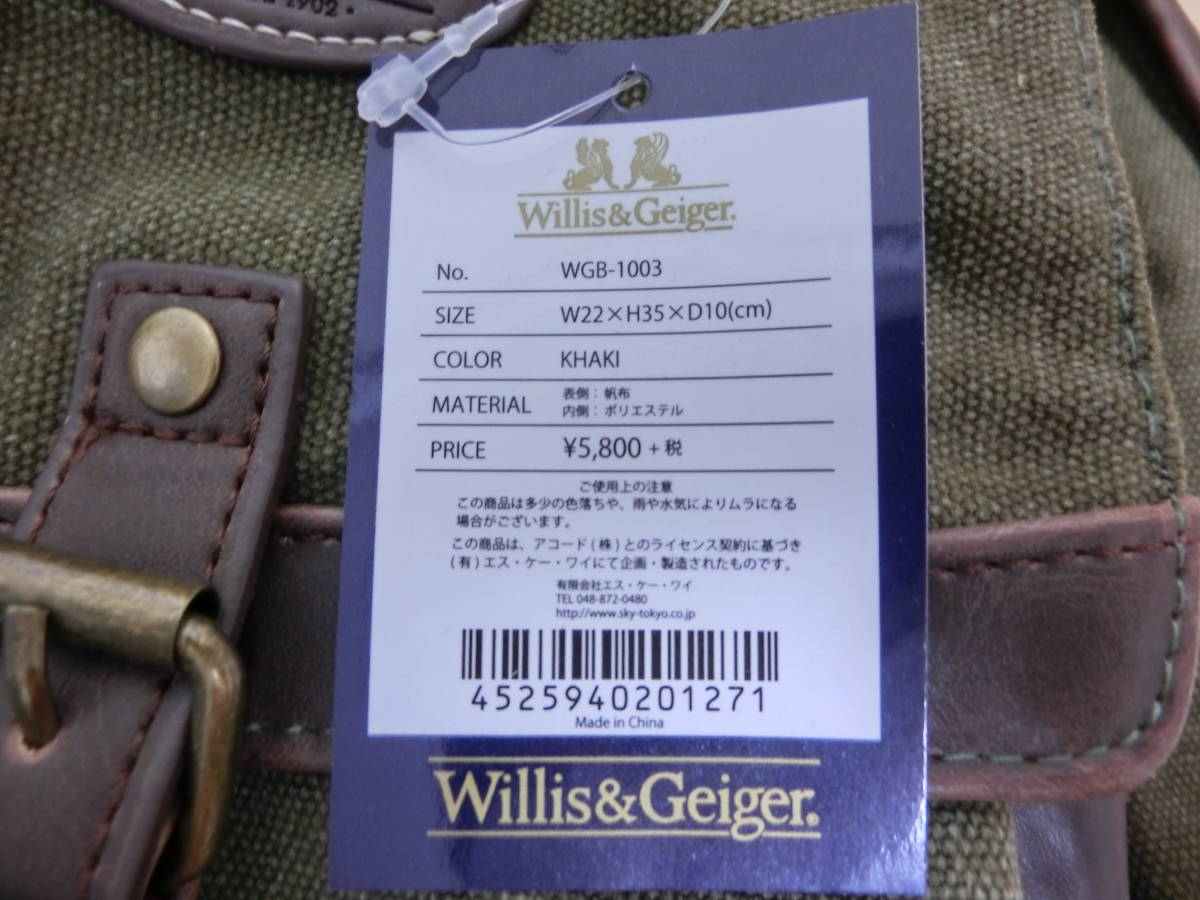 1902 •
Willis&Geiger.
No. WGB-1003
SIZE W22×H35×D10(cm)
COLOR KHAKI
MATERIAL 表側：帆布
内側：ポリエステル
PRICE ¥5,800 + 税
ご使用上の注意
この商品は多少の色落ちや、雨や水気によりムラになる
場合がございます。
この商品は、アコード(株)とのライセンス契約に基づき
(有)エス・ケー・ワイにて企画・製造されたものです。
有限会社エス・ケー・ワイ
TEL 048-872-0480
http://www.sky-tokyo.co.jp
4525940201271
Made in China
Willis&Geiger.